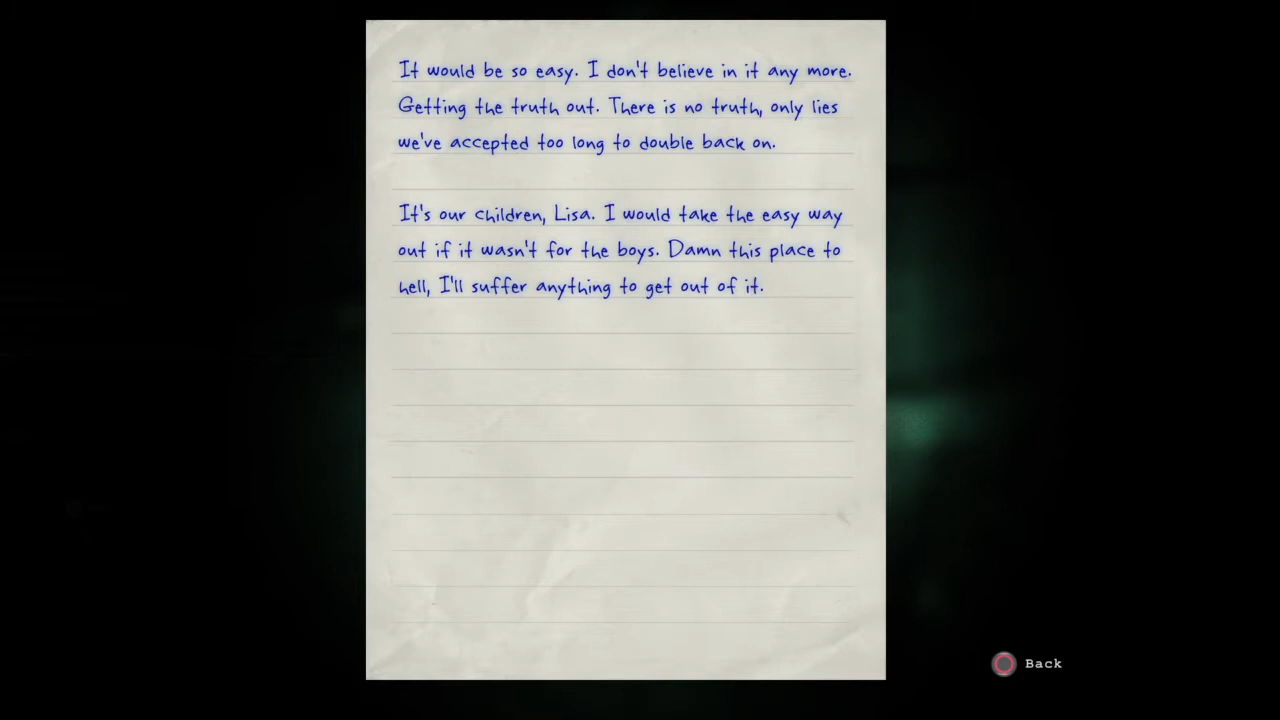 It would be so easy. I don't believe in it any more.
Getting the truth out. There is no truth, only lies
we've accepted too long to double back on.
It's our children, Lisa. I would take the easy way
out if it wasn't for the boys. Damn this place to
hell, I'll suffer anything to get out of it.
Back